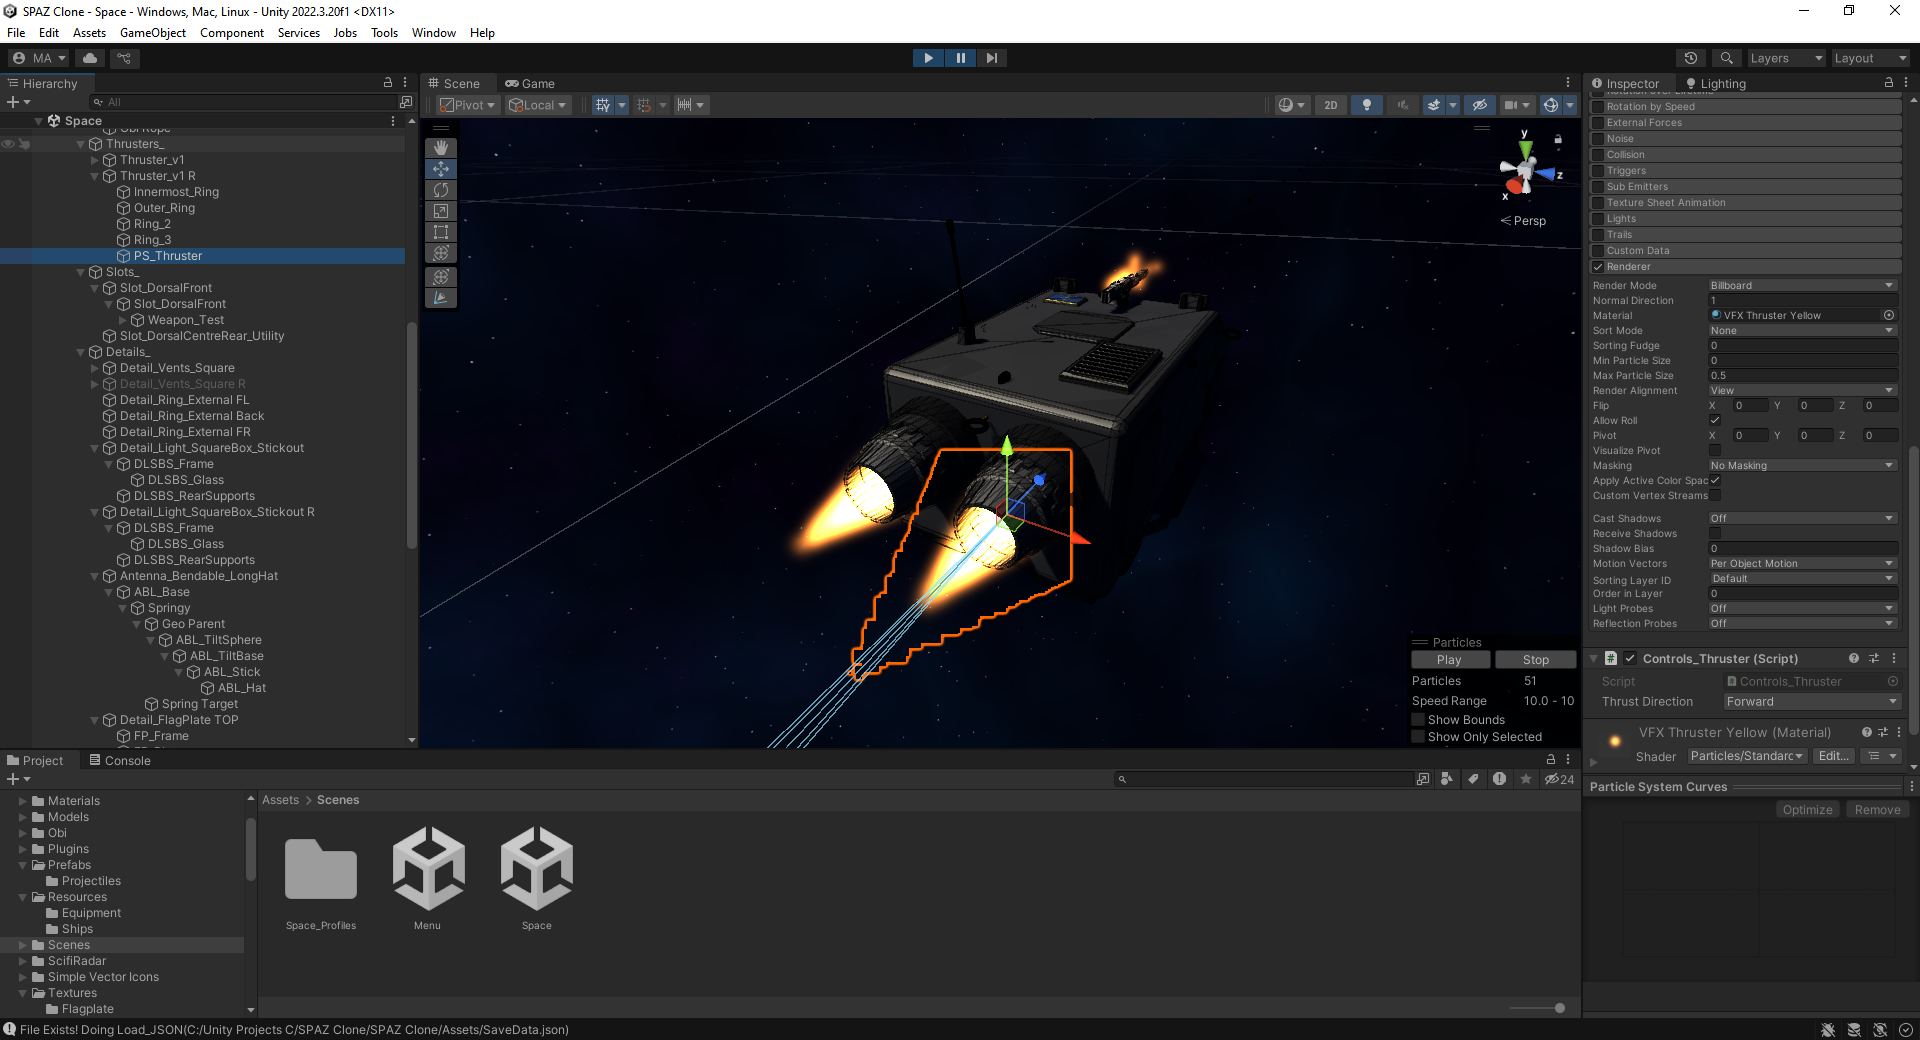 SPAZ Clone - Space - Windows, Mac, Linux - Unity 2022.3.20f1 <DX11>
File Edit Assets GameObject Component Services Jobs Tools Window Help
MA
Layers
Layout
Hierarchy
All
Space
Obi Rope
Thrusters_
Thruster_v1
Thruster_v1 R
Innermost_Ring
Outer_Ring
Ring_2
Ring_3
PS_Thruster
Slots_
Slot_DorsalFront
Slot_DorsalFront
Weapon_Test
Slot_DorsalCentreRear_Utility
Details_
Detail_Vents_Square
Detail_Vents_Square R
Detail_Ring_External FL
Detail_Ring_External Back
Detail_Ring_External FR
Detail_Light_SquareBox_Stickout
DLSBS_Frame
DLSBS_Glass
DLSBS_RearSupports
Detail_Light_SquareBox_Stickout R
DLSBS_Frame
DLSBS_Glass
DLSBS_RearSupports
Antenna_Bendable_LongHat
ABL_Base
Springy
Geo Parent
ABL_TiltSphere
ABL_TiltBase
ABL_Stick
ABL_Hat
Spring Target
Detail_FlagPlate TOP
FP_Frame
Scene
Game
Pivot
Local
2D
y
z
x
Persp
Particles
Play
Stop
Particles 51
Speed Range 10.0 - 10
Show Bounds
Show Only Selected
Inspector
Lighting
Rotation over Lifetime
Rotation by Speed
External Forces
Noise
Collision
Triggers
Sub Emitters
Texture Sheet Animation
Lights
Trails
Custom Data
Renderer
Render Mode Billboard
Normal Direction 1
Material VFX Thruster Yellow
Sort Mode None
Sorting Fudge 0
Min Particle Size 0
Max Particle Size 0.5
Render Alignment View
Flip X 0 Y 0 Z 0
Allow Roll
Pivot X 0 Y 0 Z 0
Visualize Pivot
Masking No Masking
Apply Active Color Spac
Custom Vertex Streams
Cast Shadows Off
Receive Shadows
Shadow Bias 0
Motion Vectors Per Object Motion
Sorting Layer ID Default
Order in Layer 0
Light Probes Off
Reflection Probes Off
Controls_Thruster (Script)
Script Controls_Thruster
Thrust Direction Forward
VFX Thruster Yellow (Material)
Shader Particles/Standarc Edit...
Particle System Curves
Optimize
Remove
Project
Console
24
Materials
Models
Obi
Plugins
Prefabs
Projectiles
Resources
Equipment
Ships
Scenes
ScifiRadar
Simple Vector Icons
Textures
Flagplate
Assets > Scenes
Space_Profiles
Menu
Space
File Exists! Doing Load_JSON(C:/Unity Projects C/SPAZ Clone/SPAZ Clone/Assets/SaveData.json)